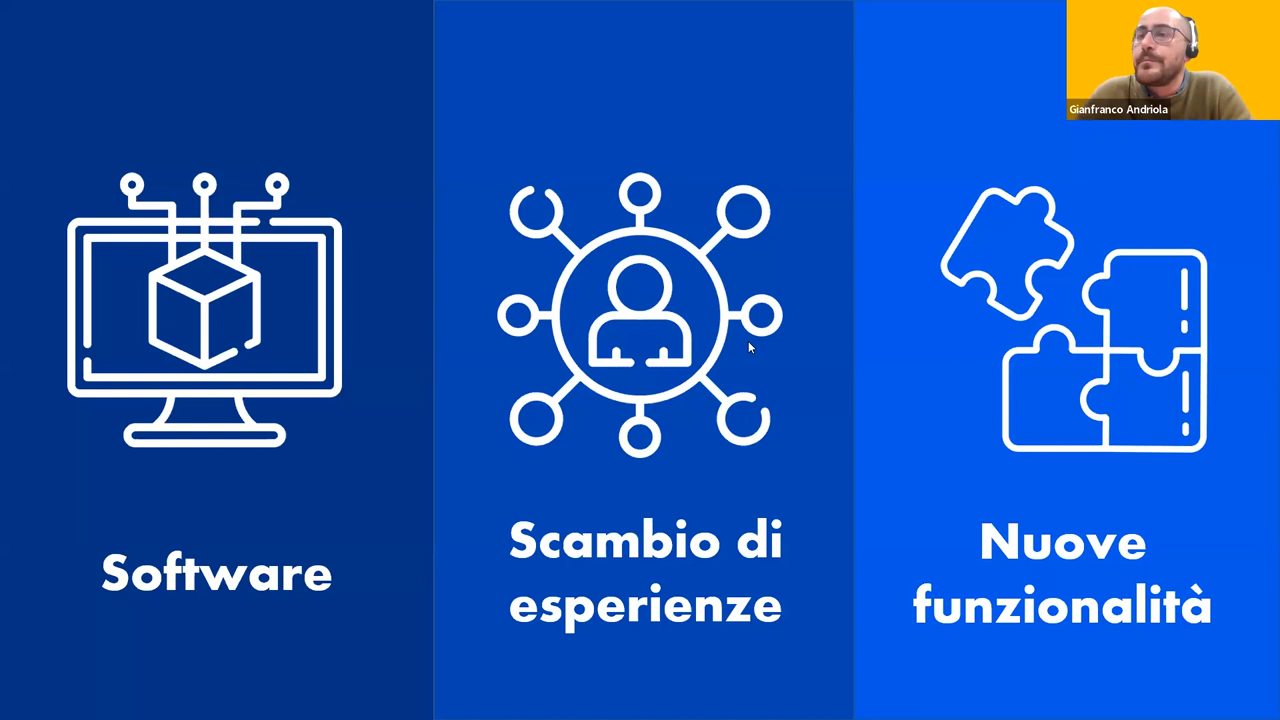 Gianfranco Andriola
Software
Scambio di
esperienze
Nuove
funzionalità